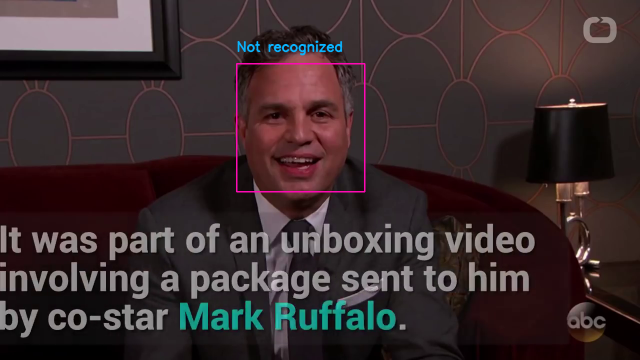 Not recognized
It was part of an unboxing video
involving a package sent to him
by co-star Mark Ruffalo.
abc